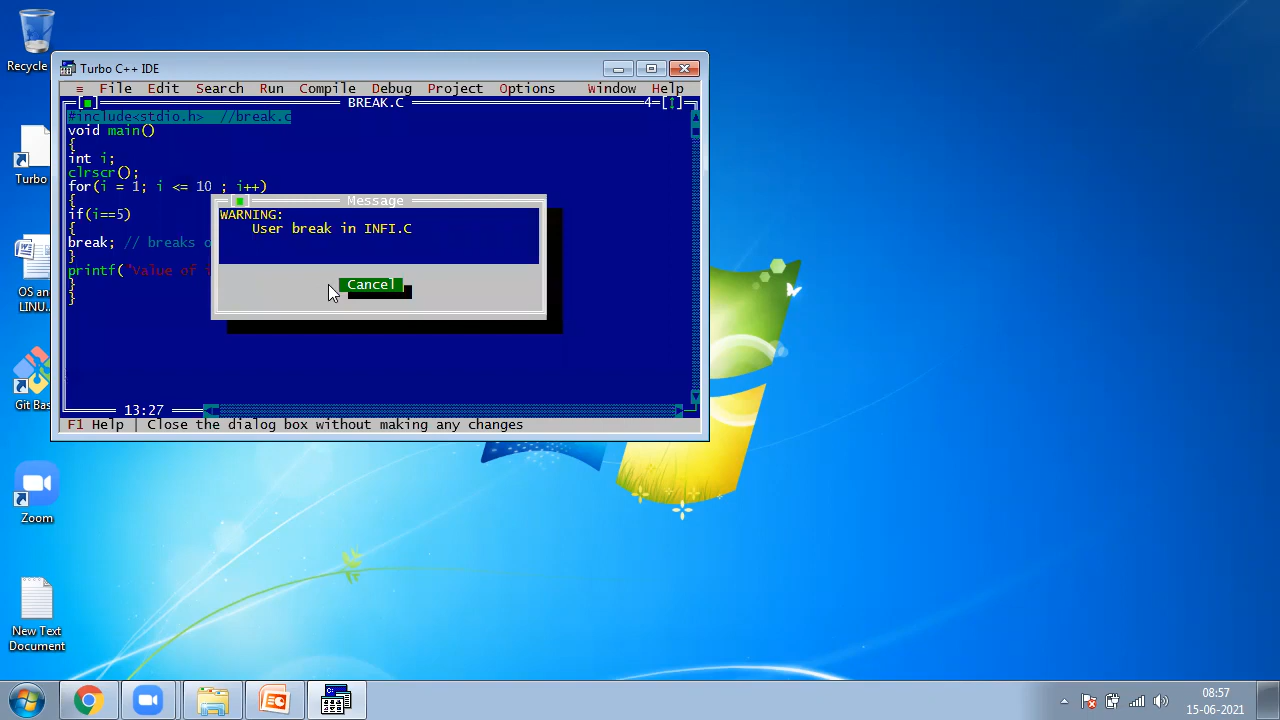 Recycle
Turbo
OS an
LINU...
Git Bas
Zoom
New Text
Document
Turbo C++ IDE
≡ File Edit Search Run Compile Debug Project Options Window Help
[■] BREAK.C 4=[↕]
#include<stdio.h> //break.c
void main()
{
int i;
clrscr();
for(i = 1; i <= 10 ; i++)
{
if(i==5)
{
break; // breaks o
}
printf("Value of i
}
}
Message
WARNING:
User break in INFI.C
Cancel
13:27
F1 Help | Close the dialog box without making any changes
08:57
15-06-2021